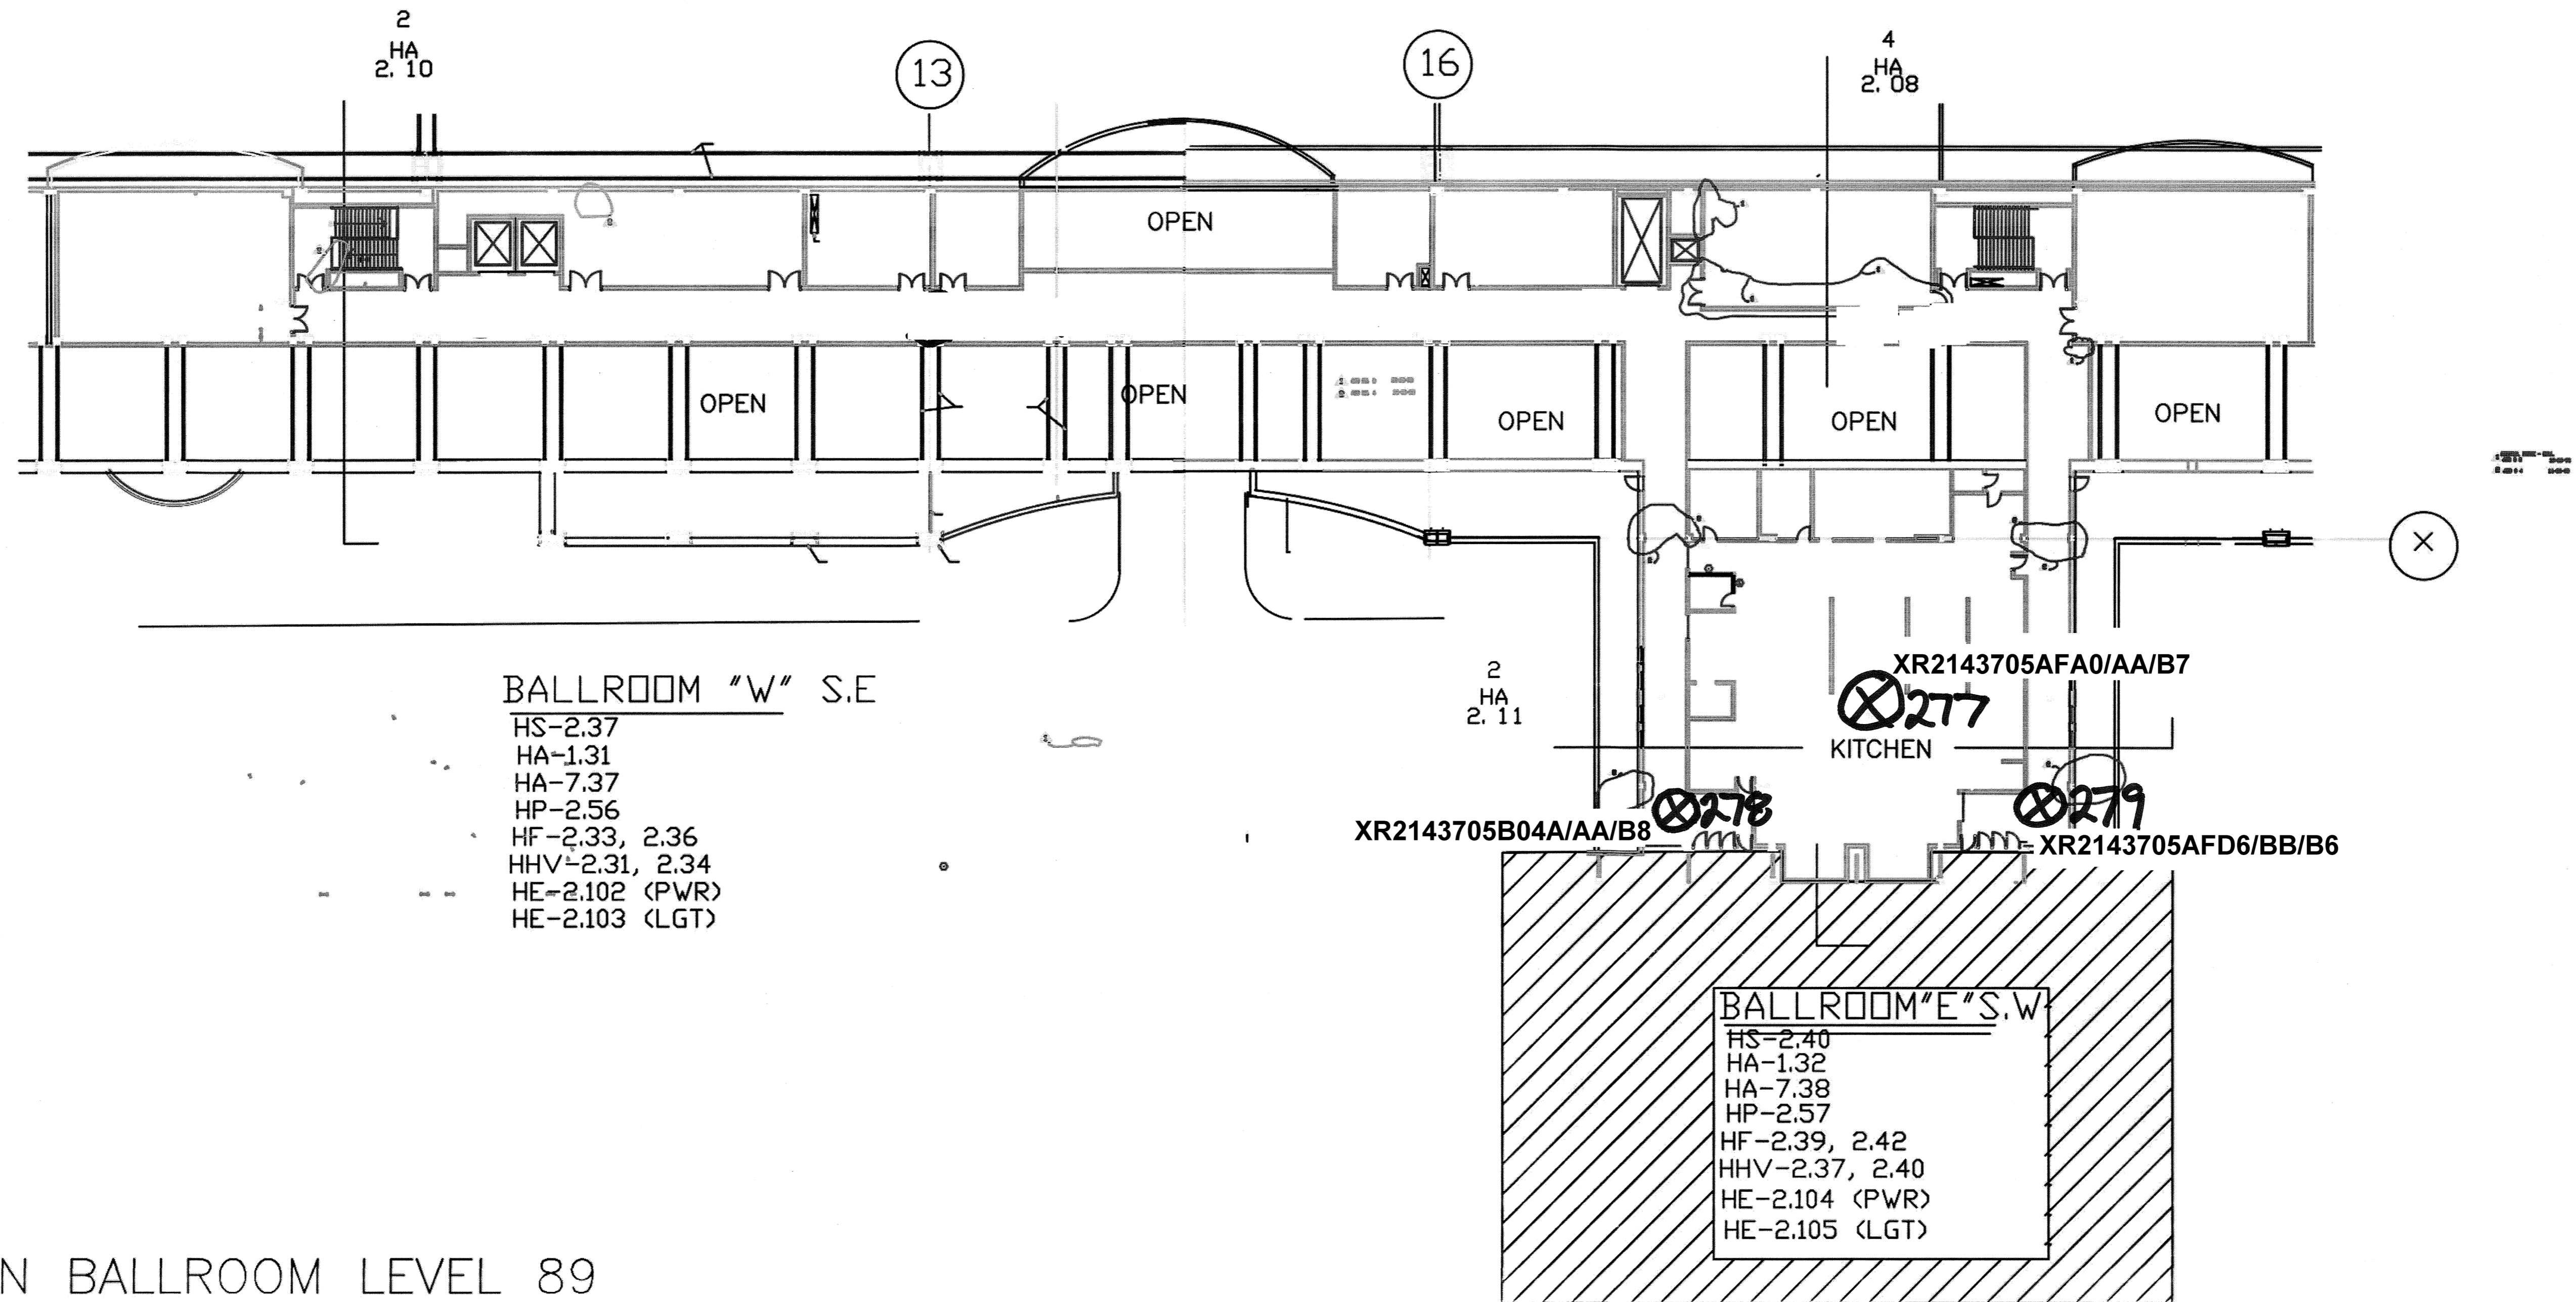 2
HA
2.10
13
16
4
HA
2.08
OPEN
OPEN
OPEN
OPEN
OPEN
OPEN
X
BALLROOM "W" S.E
HS-2.37
HA-1.31
HA-7.37
HP-2.56
HF-2.33, 2.36
HHV-2.31, 2.34
HE-2.102 (PWR)
HE-2.103 (LGT)
2
HA
2.11
XR2143705AFA0/AA/B7
277
KITCHEN
278
279
XR2143705B04A/AA/B8
XR2143705AFD6/BB/B6
BALLROOM"E"S.W
HS-2.40
HA-1.32
HA-7.38
HP-2.57
HF-2.39, 2.42
HHV-2.37, 2.40
HE-2.104 (PWR)
HE-2.105 (LGT)
N BALLROOM LEVEL 89